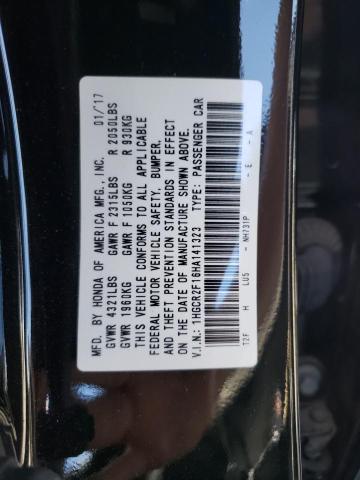 MFD. BY HONDA OF AMERICA MFG., INC. 01/17
GVWR 4321LBS GAWR F 2315LBS R 2050LBS
GVWR 1960KG GAWR F 1050KG R 930KG
THIS VEHICLE CONFORMS TO ALL APPLICABLE
FEDERAL MOTOR VEHICLE SAFETY, BUMPER,
AND THEFT PREVENTION STANDARDS IN EFFECT
ON THE DATE OF MANUFACTURE SHOWN ABOVE.
V.I.N.: 1HGCR2F16HA141323 TYPE: PASSENGER CAR
T2F H LU5 NH731P - E - A